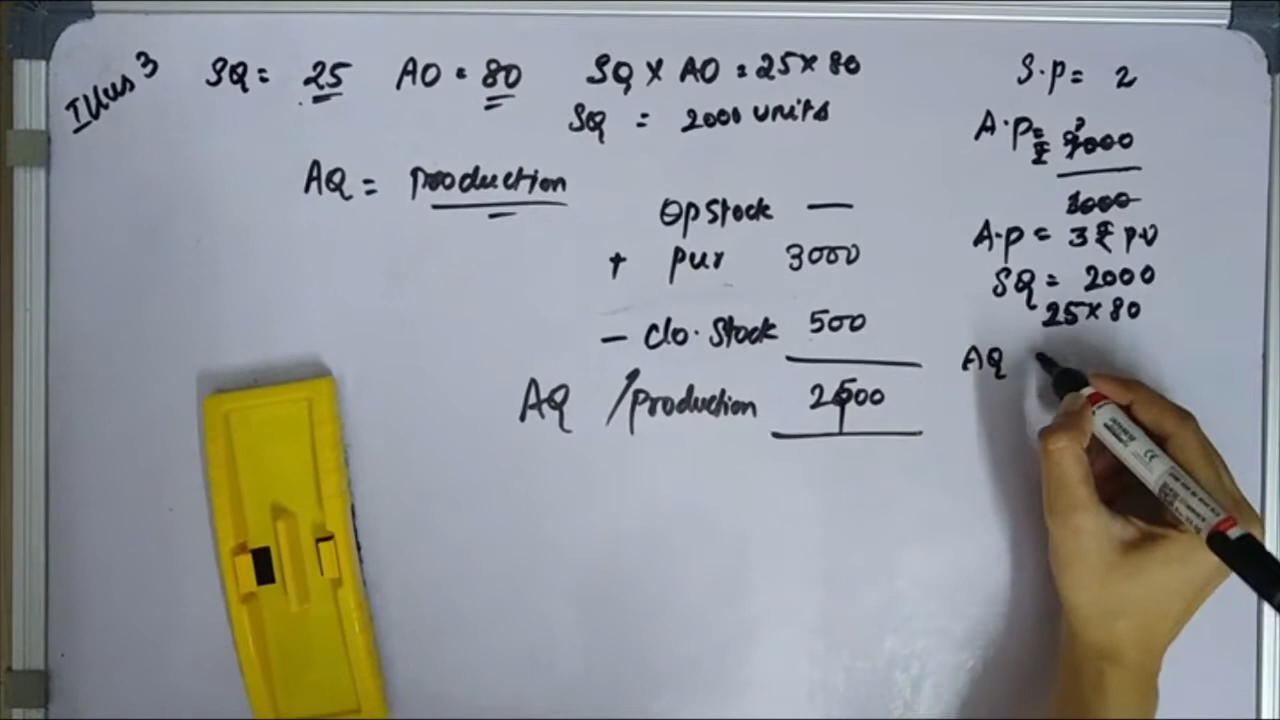 Illus 3
SQ = 25 AO = 80 SQ X AO = 25 x 80
SQ = 2000 units
AQ = production
Op stock —
+ pur 3000
- Clo. Stock 500
AQ / production 2500
S.p = 2
A.p = ₹ 9000
3000
A.p = 3 ₹ p.u
SQ = 2000
25 x 80
AQ